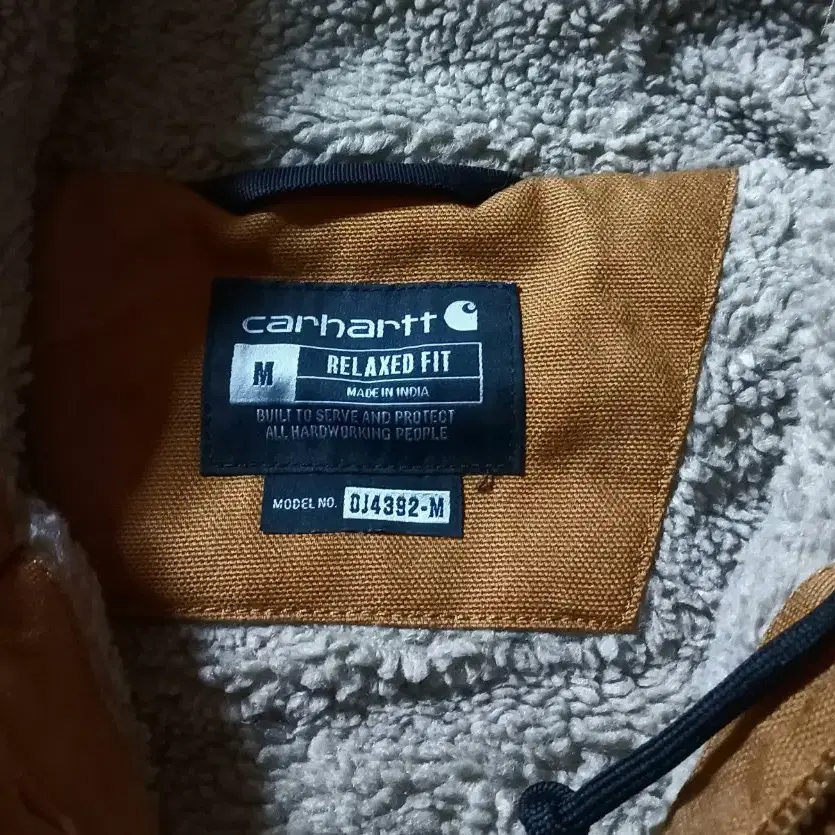 carhartt
M RELAXED FIT
MADE IN INDIA
BUILT TO SERVE AND PROTECT
ALL HARDWORKING PEOPLE
MODEL NO. OJ4392-M